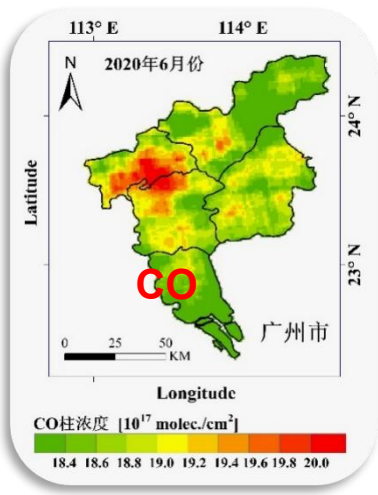 113° E 114° E
N 2020年6月份
24° N
Latitude
23° N
CO
广州市
0 25 50
KM
Longitude
CO柱浓度 [10¹⁷ molec./cm²]
18.4 18.6 18.8 19.0 19.2 19.4 19.6 19.8 20.0